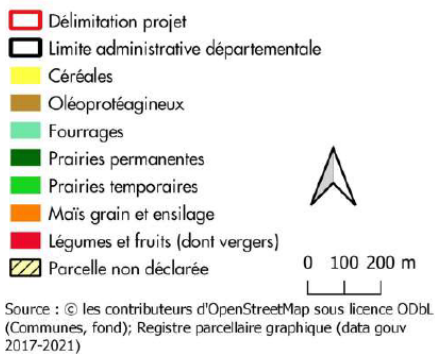 Délimitation projet
Limite administrative départementale
Céréales
Oléoprotéagineux
Fourrages
Prairies permanentes
Prairies temporaires
Maïs grain et ensilage
Légumes et fruits (dont vergers)
Parcelle non déclarée
0 100 200 m
Source : © les contributeurs d'OpenStreetMap sous licence ODbL
(Communes, fond); Registre parcellaire graphique (data gouv
2017-2021)